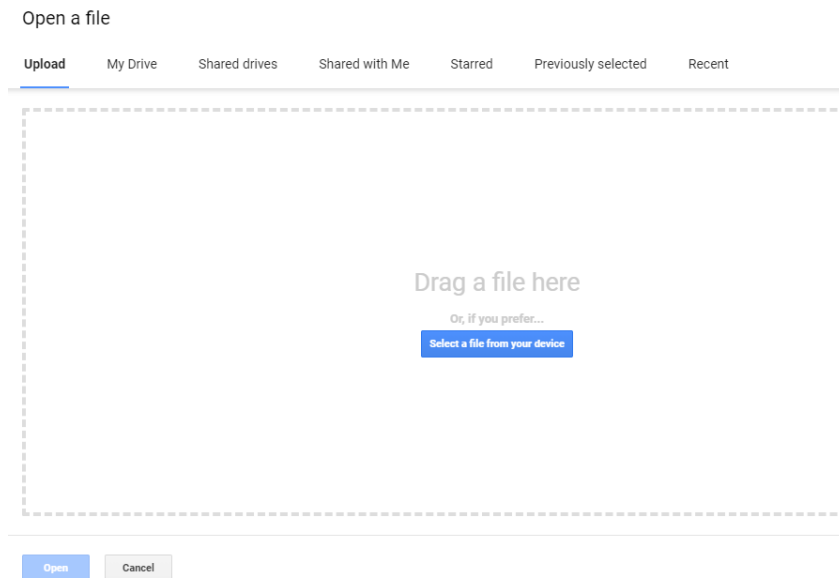 Open a file
Upload My Drive Shared drives Shared with Me Starred Previously selected Recent
Drag a file here
Or, if you prefer...
Select a file from your device
Open Cancel